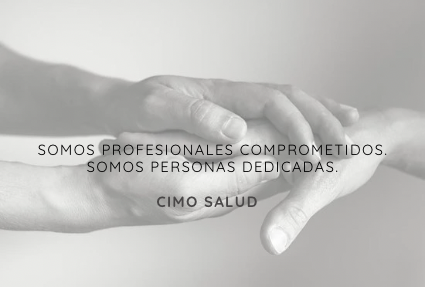 SOMOS PROFESIONALES COMPROMETIDOS.
SOMOS PERSONAS DEDICADAS.
CIMO SALUD